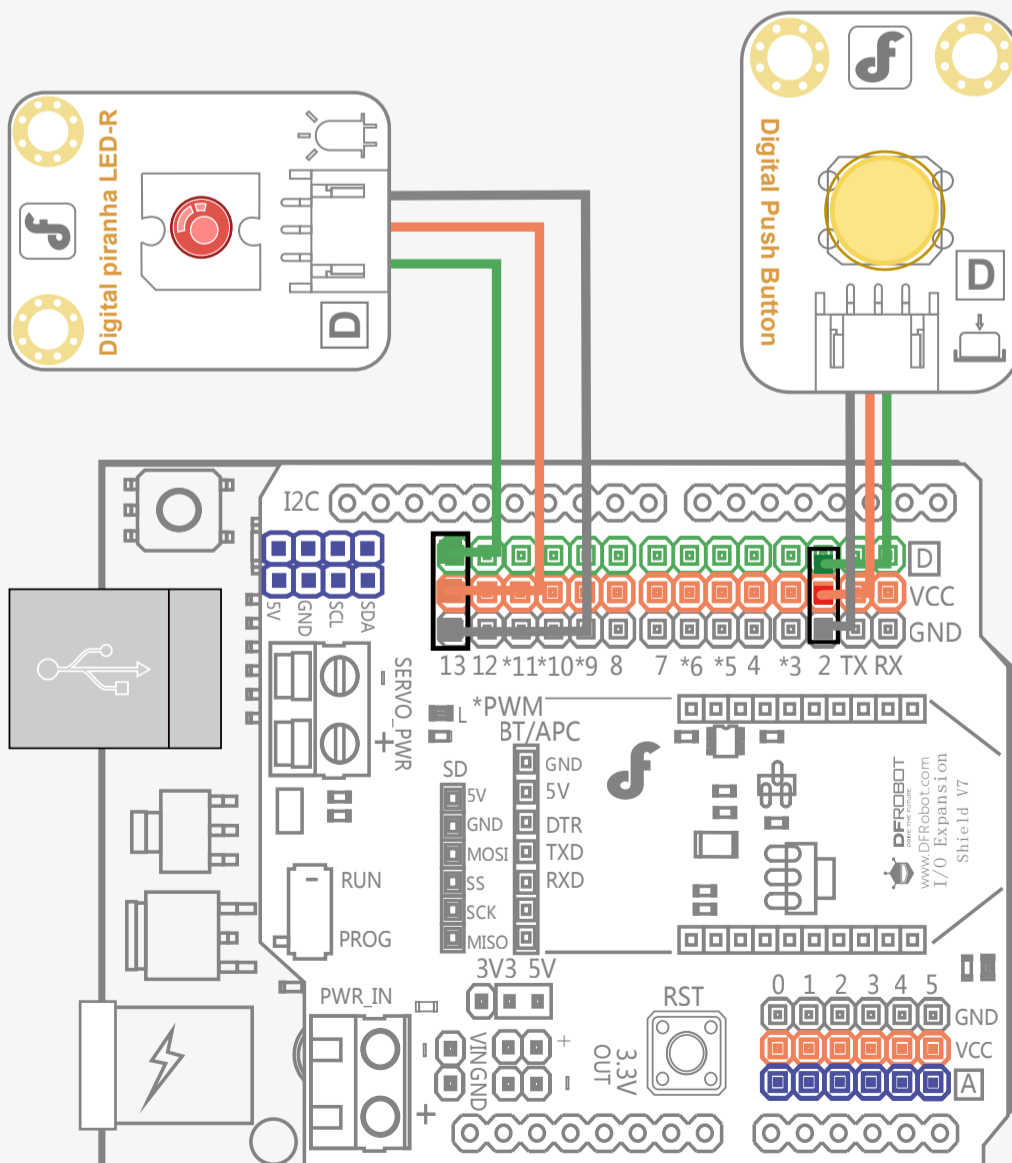 Digital piranha LED-R
D
Digital Push Button
D
I2C
5V
GND
SCL
SDA
D
VCC
GND
13 12 *11 *10 *9 8 7 *6 *5 4 *3 2 TX RX
SERVO_PWR
-
+
L
*PWM
BT/APC
GND
5V
DTR
TXD
RXD
SD
5V
GND
MOSI
SS
SCK
MISO
DFROBOT
DRIVE THE FUTURE
www.DFRobot.com
I/O Expansion
Shield V7
RUN
PROG
3V3 5V
PWR_IN
-
+
VIN
GND
+
-
3.3V
OUT
RST
0 1 2 3 4 5
GND
VCC
A